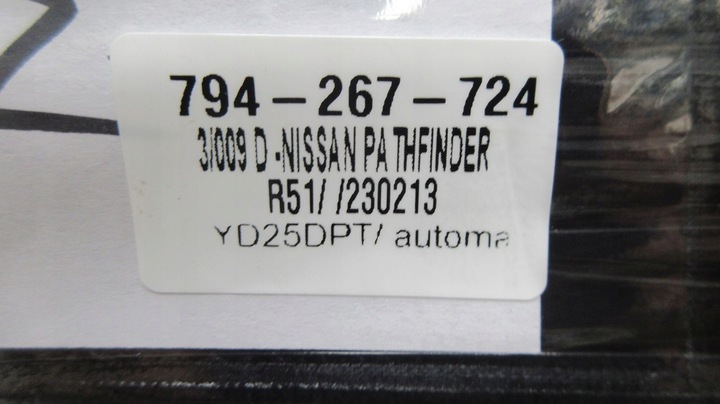 794-267-724
3/009 D -NISSAN PATHFINDER
R51/ /230213
YD25DPT/ automa